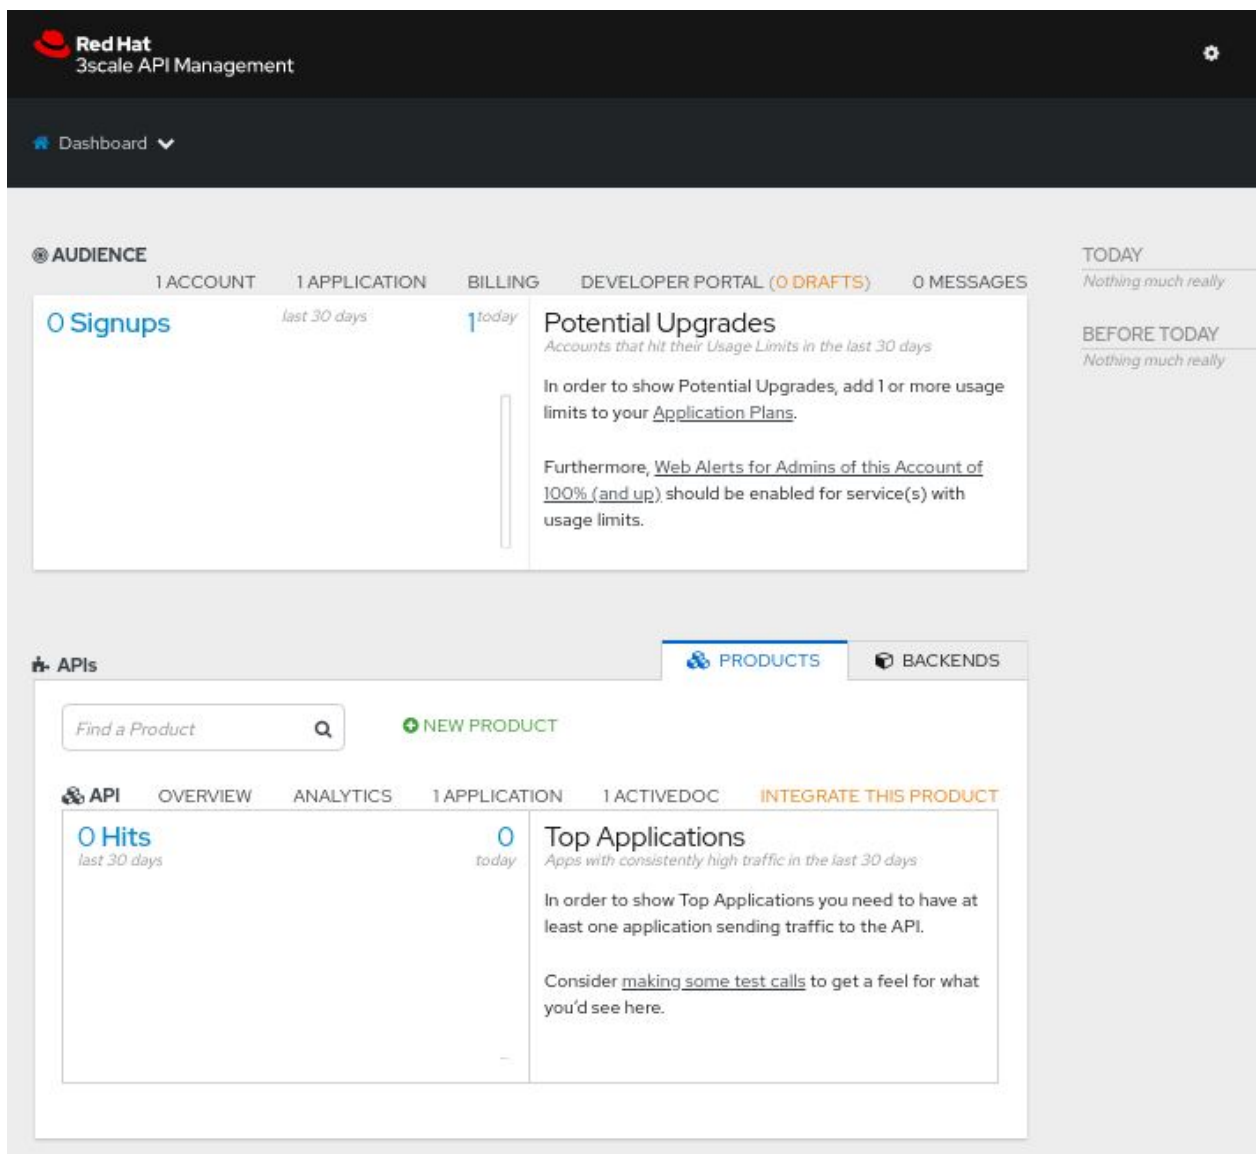 Red Hat
3scale API Management
Dashboard
AUDIENCE
1 ACCOUNT 1 APPLICATION BILLING DEVELOPER PORTAL (0 DRAFTS) 0 MESSAGES
0 Signups last 30 days 1 today
Potential Upgrades
Accounts that hit their Usage Limits in the last 30 days
In order to show Potential Upgrades, add 1 or more usage
limits to your Application Plans.
Furthermore, Web Alerts for Admins of this Account of
100% (and up) should be enabled for service(s) with
usage limits.
TODAY
Nothing much really
BEFORE TODAY
Nothing much really
APIs
PRODUCTS BACKENDS
Find a Product
NEW PRODUCT
API OVERVIEW ANALYTICS 1 APPLICATION 1 ACTIVEDOC INTEGRATE THIS PRODUCT
0 Hits 0
last 30 days today
Top Applications
Apps with consistently high traffic in the last 30 days
In order to show Top Applications you need to have at
least one application sending traffic to the API.
Consider making some test calls to get a feel for what
you'd see here.